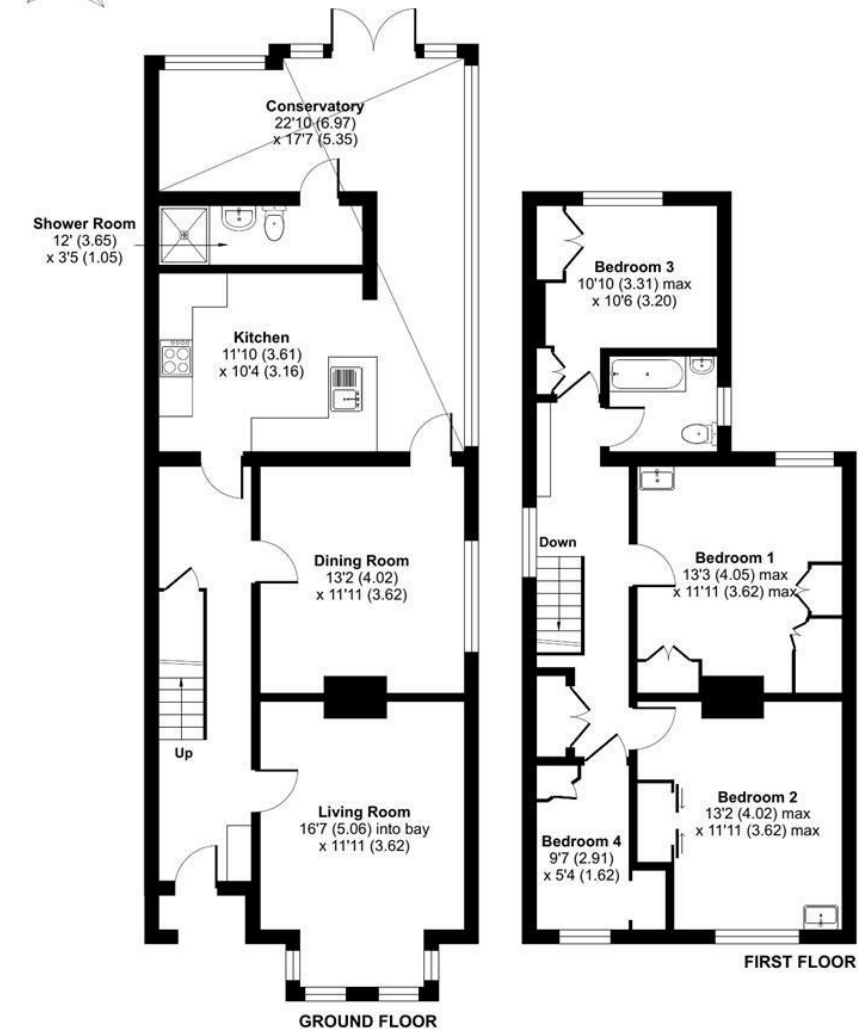 Conservatory
22'10 (6.97)
x 17'7 (5.35)
Shower Room
12' (3.65)
x 3'5 (1.05)
Kitchen
11'10 (3.61)
x 10'4 (3.16)
Dining Room
13'2 (4.02)
x 11'11 (3.62)
Up
Living Room
16'7 (5.06) into bay
x 11'11 (3.62)
GROUND FLOOR
Bedroom 3
10'10 (3.31) max
x 10'6 (3.20)
Down
Bedroom 1
13'3 (4.05) max
x 11'11 (3.62) max
Bedroom 2
13'2 (4.02) max
x 11'11 (3.62) max
Bedroom 4
9'7 (2.91)
x 5'4 (1.62)
FIRST FLOOR